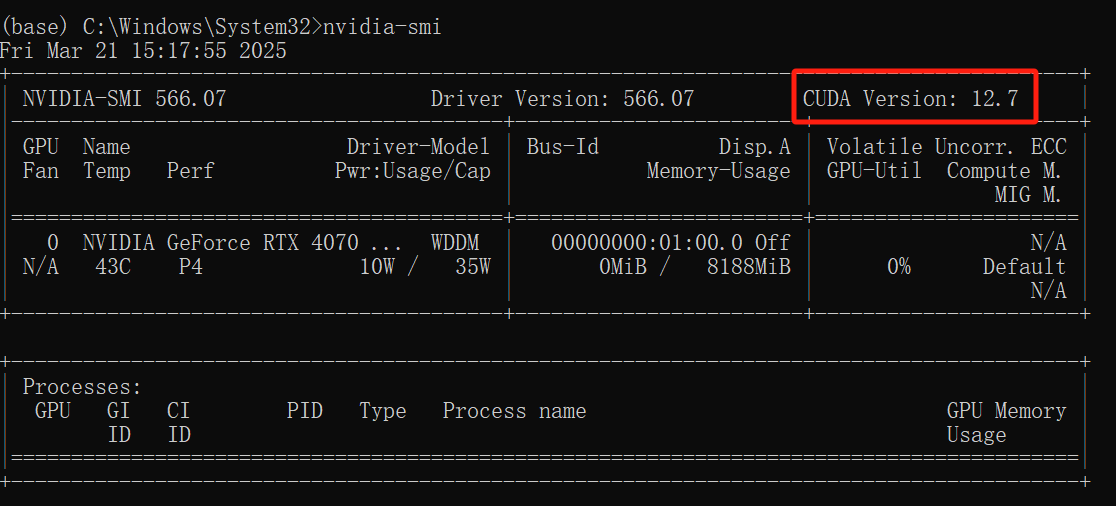 (base) C:\Windows\System32>nvidia-smi
Fri Mar 21 15:17:55 2025
NVIDIA-SMI 566.07 Driver Version: 566.07 CUDA Version: 12.7
GPU Name Driver-Model Bus-Id Disp.A Volatile Uncorr. ECC
Fan Temp Perf Pwr:Usage/Cap Memory-Usage GPU-Util Compute M.
MIG M.
0 NVIDIA GeForce RTX 4070 ... WDDM 00000000:01:00.0 Off N/A
N/A 43C P4 10W / 35W 0MiB / 8188MiB 0% Default
N/A
Processes:
GPU GI CI PID Type Process name GPU Memory
ID ID Usage